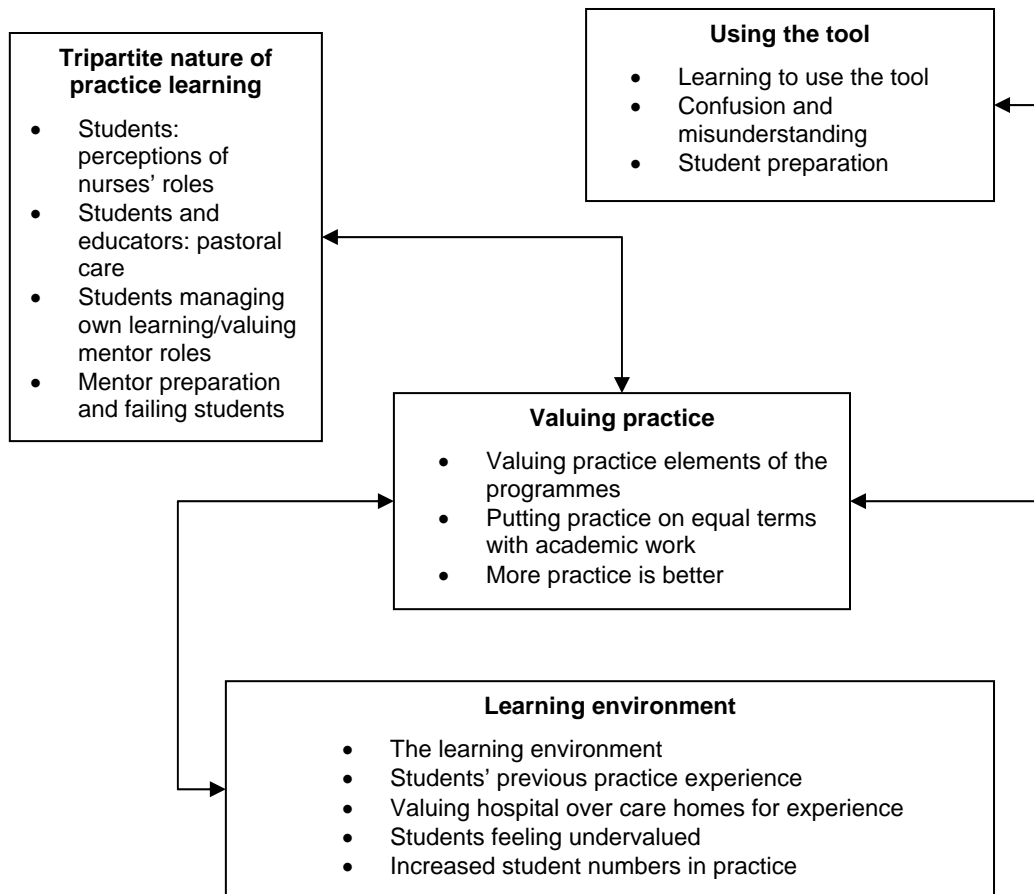 Tripartite nature of
practice learning
• Students:
perceptions of
nurses’ roles
• Students and
educators: pastoral
care
• Students managing
own learning/valuing
mentor roles
• Mentor preparation
and failing students
Using the tool
• Learning to use the tool
• Confusion and
misunderstanding
• Student preparation
Valuing practice
• Valuing practice elements of the
programmes
• Putting practice on equal terms
with academic work
• More practice is better
Learning environment
• The learning environment
• Students’ previous practice experience
• Valuing hospital over care homes for experience
• Students feeling undervalued
• Increased student numbers in practice